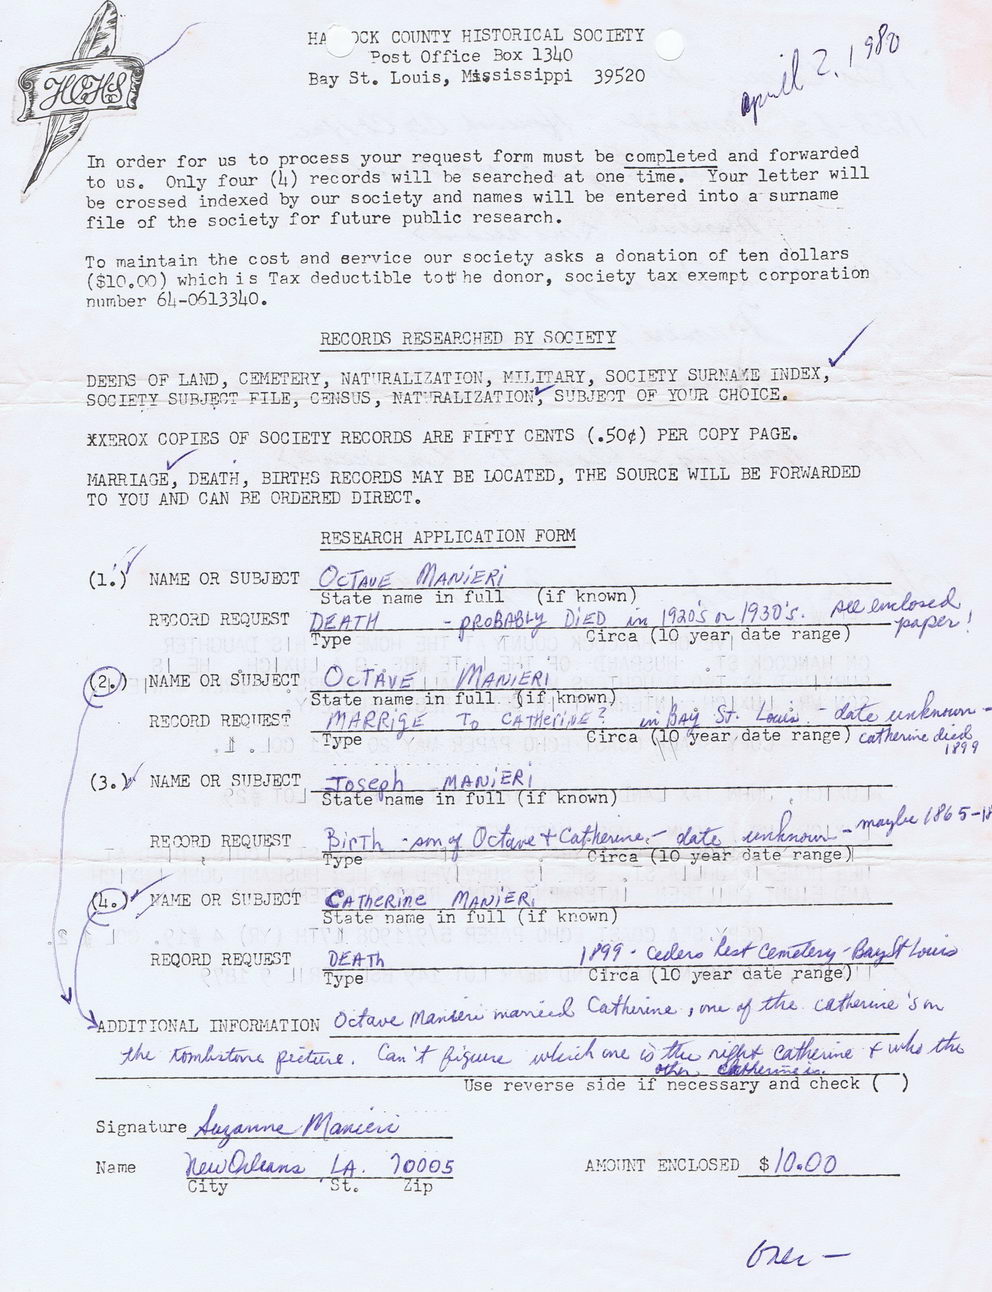 HCHS
HANCOCK COUNTY HISTORICAL SOCIETY
Post Office Box 1340
Bay St. Louis, Mississippi 39520
april 2, 1980
In order for us to process your request form must be completed and forwarded
to us. Only four (4) records will be searched at one time. Your letter will
be crossed indexed by our society and names will be entered into a surname
file of the society for future public research.
To maintain the cost and service our society asks a donation of ten dollars
($10.00) which is Tax deductible tot he donor, society tax exempt corporation
number 64-0613340.
RECORDS RESEARCHED BY SOCIETY
DEEDS OF LAND, CEMETERY, NATURALIZATION, MILITARY, SOCIETY SURNAME INDEX,
SOCIETY SUBJECT FILE, CENSUS, NATURALIZATION, SUBJECT OF YOUR CHOICE.
XXEROX COPIES OF SOCIETY RECORDS ARE FIFTY CENTS (.50¢) PER COPY PAGE.
MARRIAGE, DEATH, BIRTHS RECORDS MAY BE LOCATED, THE SOURCE WILL BE FORWARDED
TO YOU AND CAN BE ORDERED DIRECT.
RESEARCH APPLICATION FORM
(1.) NAME OR SUBJECT OCTAVE MANIERI
State name in full (if known)
RECORD REQUEST DEATH - PROBABLY DIED in 1920's or 1930's. See enclosed paper!
Type Circa (10 year date range)
(2.) NAME OR SUBJECT OCTAVE MANIERI
State name in full (if known)
RECORD REQUEST MARRIGE TO CATHERINE? in BAY St. Louis - date unknown -
Type Circa (10 year date range) catherine died
1899
(3.) NAME OR SUBJECT Joseph MANIERI
State name in full (if known)
RECORD REQUEST Birth - son of Octave + Catherine - date unknown - maybe 1865-18
Type Circa (10 year date range)
(4.) NAME OR SUBJECT CATHERINE MANIERI
State name in full (if known)
REQORD REQUEST DEATH 1899 - Ceders Rest Cemetery - Bay St Louis
Type Circa (10 year date range)
ADDITIONAL INFORMATION Octave Manieri married Catherine, one of the catherine's on
the tombstone picture. Can't figure which one is the right Catherine + who the
other Catherine is.
Use reverse side if necessary and check ( )
Signature Suzanne Manieri
Name New Orleans LA. 70005 AMOUNT ENCLOSED $10.00
City St. Zip
Over -